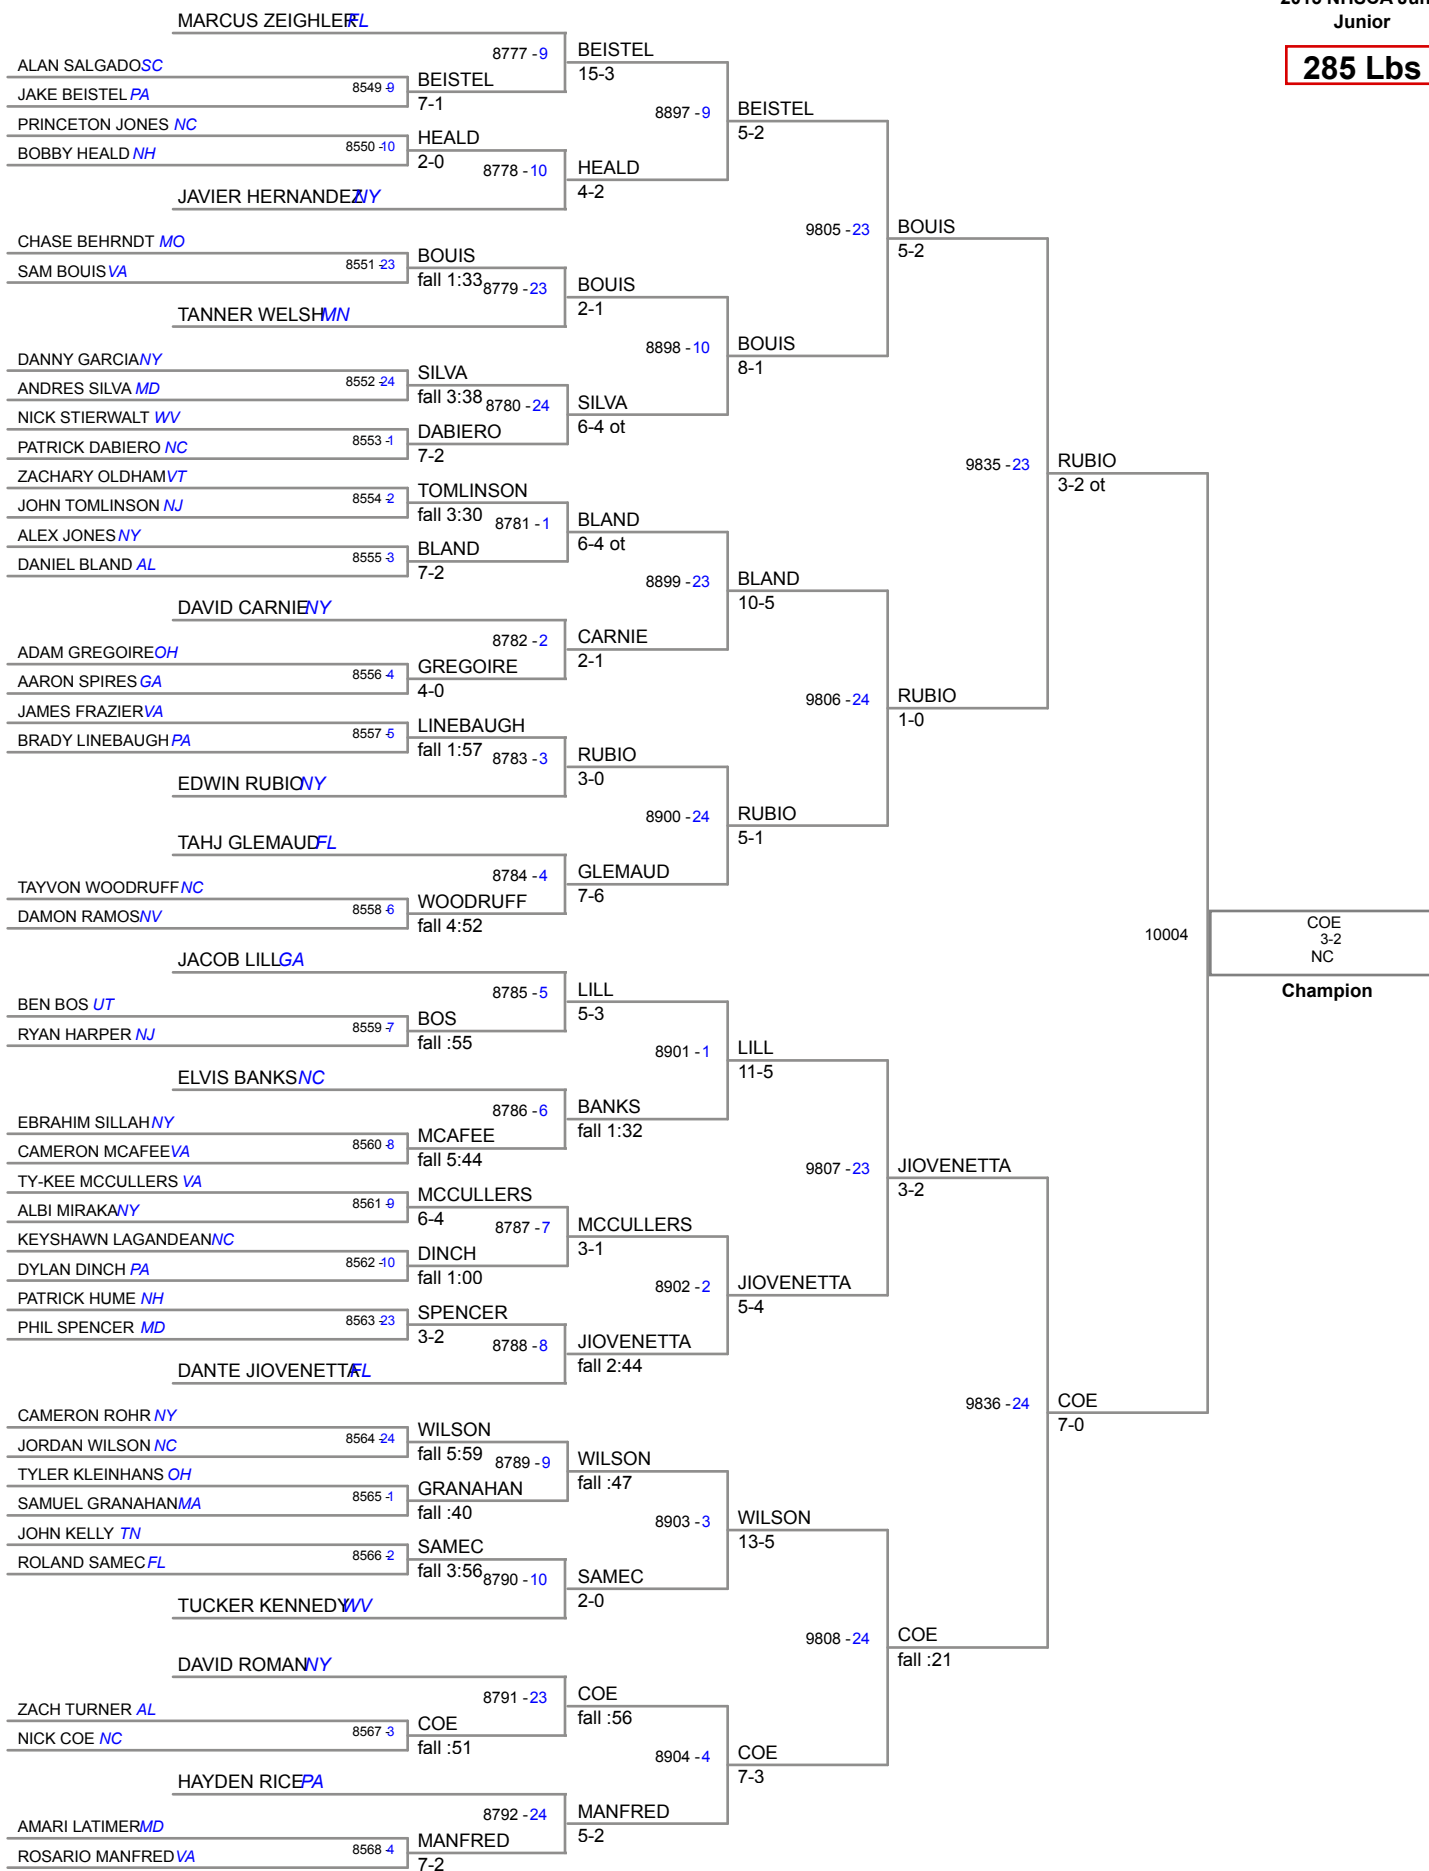 2015 NHSCA Juni
Junior
285 Lbs
MARCUS ZEIGHLER FL
8777 - 9
BEISTEL
15-3
ALAN SALGADO SC
JAKE BEISTEL PA
8549 - 9
BEISTEL
7-1
8897 - 9
BEISTEL
5-2
PRINCETON JONES NC
BOBBY HEALD NH
8550 - 10
HEALD
2-0
8778 - 10
HEALD
4-2
JAVIER HERNANDEZ NY
9805 - 23
BOUIS
5-2
CHASE BEHRNDT MO
SAM BOUIS VA
8551 - 23
BOUIS
fall 1:33
8779 - 23
BOUIS
2-1
TANNER WELSH MN
8898 - 10
BOUIS
8-1
DANNY GARCIA NY
ANDRES SILVA MD
8552 - 24
SILVA
fall 3:38
8780 - 24
SILVA
6-4 ot
NICK STIERWALT WV
PATRICK DABIERO NC
8553 - 1
DABIERO
7-2
9835 - 23
RUBIO
3-2 ot
ZACHARY OLDHAM VT
JOHN TOMLINSON NJ
8554 - 2
TOMLINSON
fall 3:30
8781 - 1
BLAND
6-4 ot
ALEX JONES NY
DANIEL BLAND AL
8555 - 3
BLAND
7-2
8899 - 23
BLAND
10-5
DAVID CARNIE NY
8782 - 2
CARNIE
2-1
ADAM GREGOIRE OH
AARON SPIRES GA
8556 - 4
GREGOIRE
4-0
9806 - 24
RUBIO
1-0
JAMES FRAZIER VA
BRADY LINEBAUGH PA
8557 - 5
LINEBAUGH
fall 1:57
8783 - 3
RUBIO
3-0
EDWIN RUBIO NY
8900 - 24
RUBIO
5-1
TAHJ GLEMAUD FL
8784 - 4
GLEMAUD
7-6
TAYVON WOODRUFF NC
DAMON RAMOS NV
8558 - 6
WOODRUFF
fall 4:52
10004
COE
3-2
NC
Champion
JACOB LILL GA
8785 - 5
LILL
5-3
BEN BOS UT
RYAN HARPER NJ
8559 - 7
BOS
fall :55
8901 - 1
LILL
11-5
ELVIS BANKS NC
8786 - 6
BANKS
fall 1:32
EBRAHIM SILLAH NY
CAMERON MCAFEE VA
8560 - 8
MCAFEE
fall 5:44
9807 - 23
JIOVENETTA
3-2
TY-KEE MCCULLERS VA
ALBI MIRAKA NY
8561 - 9
MCCULLERS
6-4
8787 - 7
MCCULLERS
3-1
KEYSHAWN LAGANDEAN NC
DYLAN DINCH PA
8562 - 10
DINCH
fall 1:00
8902 - 2
JIOVENETTA
5-4
PATRICK HUME NH
PHIL SPENCER MD
8563 - 23
SPENCER
3-2
8788 - 8
JIOVENETTA
fall 2:44
DANTE JIOVENETTA FL
9836 - 24
COE
7-0
CAMERON ROHR NY
JORDAN WILSON NC
8564 - 24
WILSON
fall 5:59
8789 - 9
WILSON
fall :47
TYLER KLEINHANS OH
SAMUEL GRANAHAN MA
8565 - 1
GRANAHAN
fall :40
8903 - 3
WILSON
13-5
JOHN KELLY TN
ROLAND SAMEC FL
8566 - 2
SAMEC
fall 3:56
8790 - 10
SAMEC
2-0
TUCKER KENNEDY WV
9808 - 24
COE
fall :21
DAVID ROMAN NY
8791 - 23
COE
fall :56
ZACH TURNER AL
NICK COE NC
8567 - 3
COE
fall :51
8904 - 4
COE
7-3
HAYDEN RICE PA
8792 - 24
MANFRED
5-2
AMARI LATIMER MD
ROSARIO MANFRED VA
8568 - 4
MANFRED
7-2